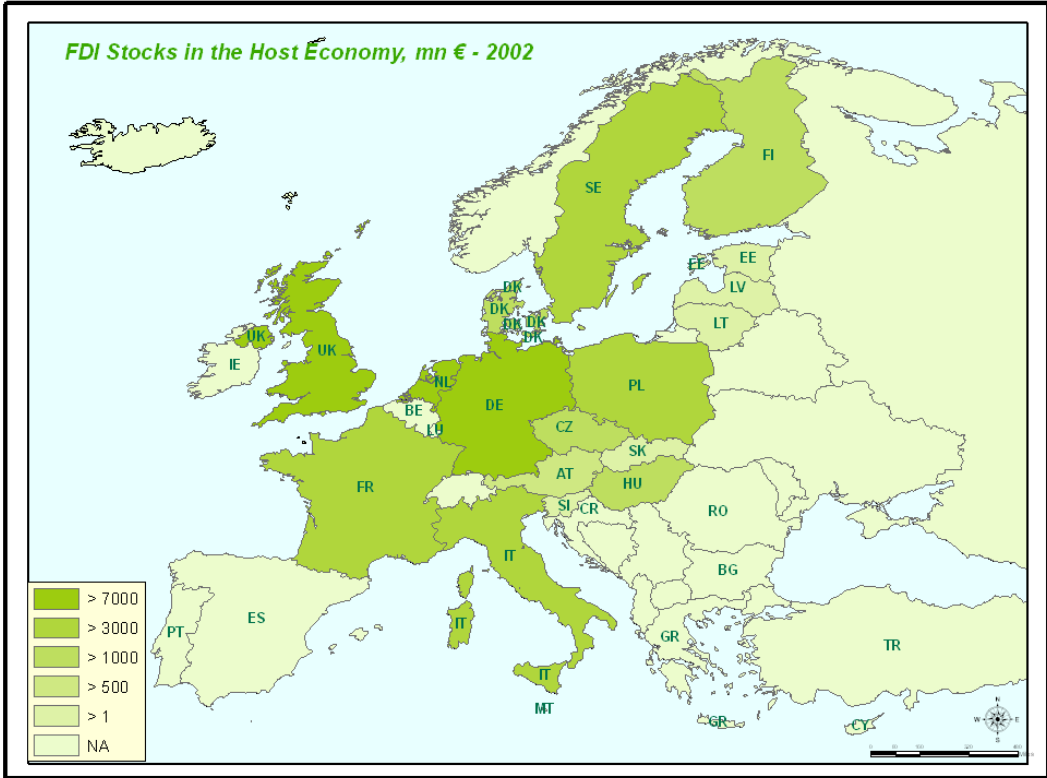 FDI Stocks in the Host Economy, mn € - 2002
FI
SE
EE
EE
DK
LV
DK
DK
DK
LT
DK
UK
UK
IE
NL
PL
DE
BE
LU
CZ
SK
AT
HU
FR
SI
CR
RO
IT
BG
ES
PT
IT
GR
TR
IT
MT
GR
CY
> 7000
> 3000
> 1000
> 500
> 1
NA
N
W
E
S